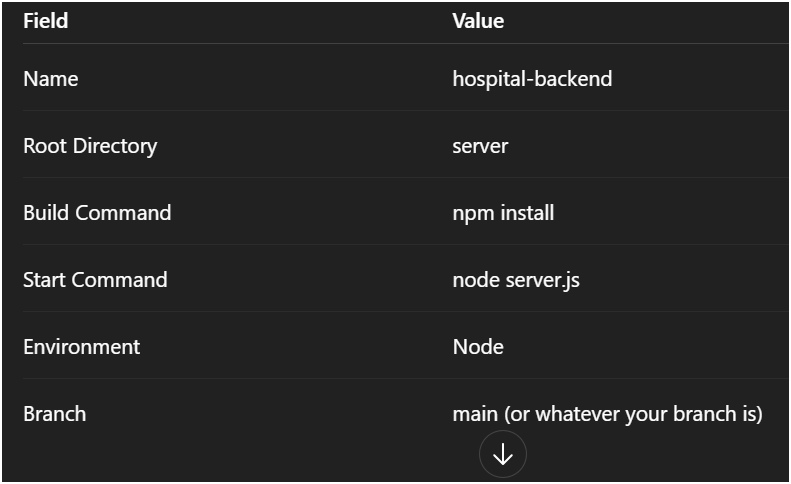 Field Value
Name hospital-backend
Root Directory server
Build Command npm install
Start Command node server.js
Environment Node
Branch main (or whatever your branch is)